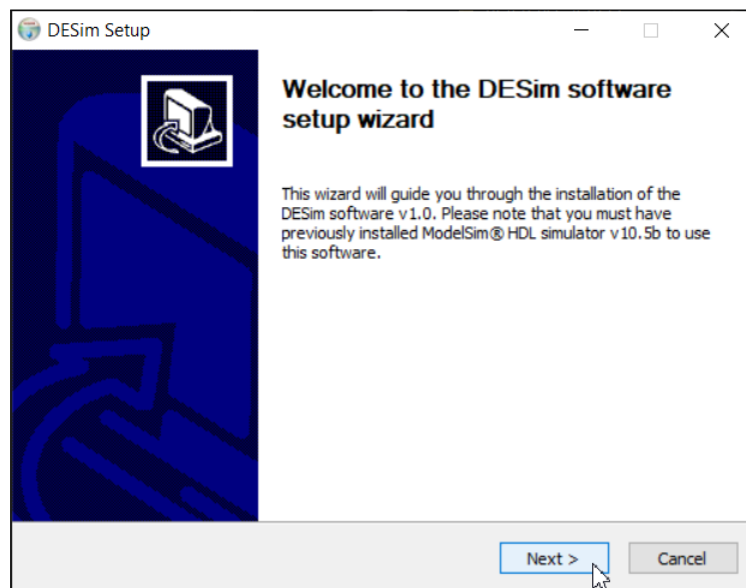 DESim Setup
Welcome to the DESim software
setup wizard
This wizard will guide you through the installation of the
DESim software v1.0. Please note that you must have
previously installed ModelSim® HDL simulator v10.5b to use
this software.
Next >
Cancel